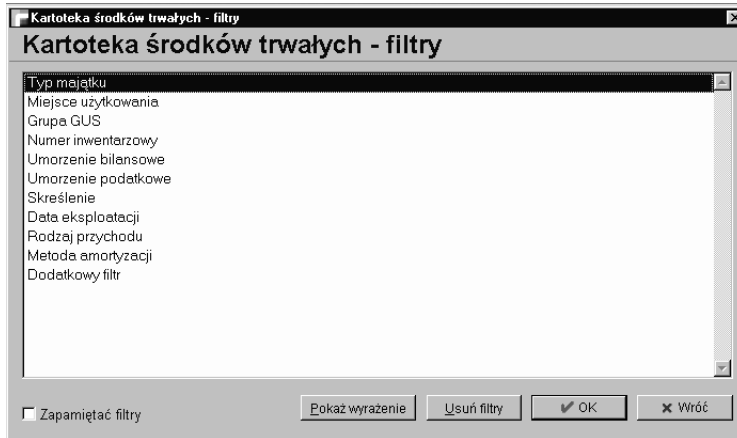 Kartoteka środków trwałych - filtry
Kartoteka środków trwałych - filtry
Typ majątku
Miejsce użytkowania
Grupa GUS
Numer inwentarzowy
Umorzenie bilansowe
Umorzenie podatkowe
Skreślenie
Data eksploatacji
Rodzaj przychodu
Metoda amortyzacji
Dodatkowy filtr
Zapamiętać filtry
Pokaż wyrażenie
Usuń filtry
OK
Wróć